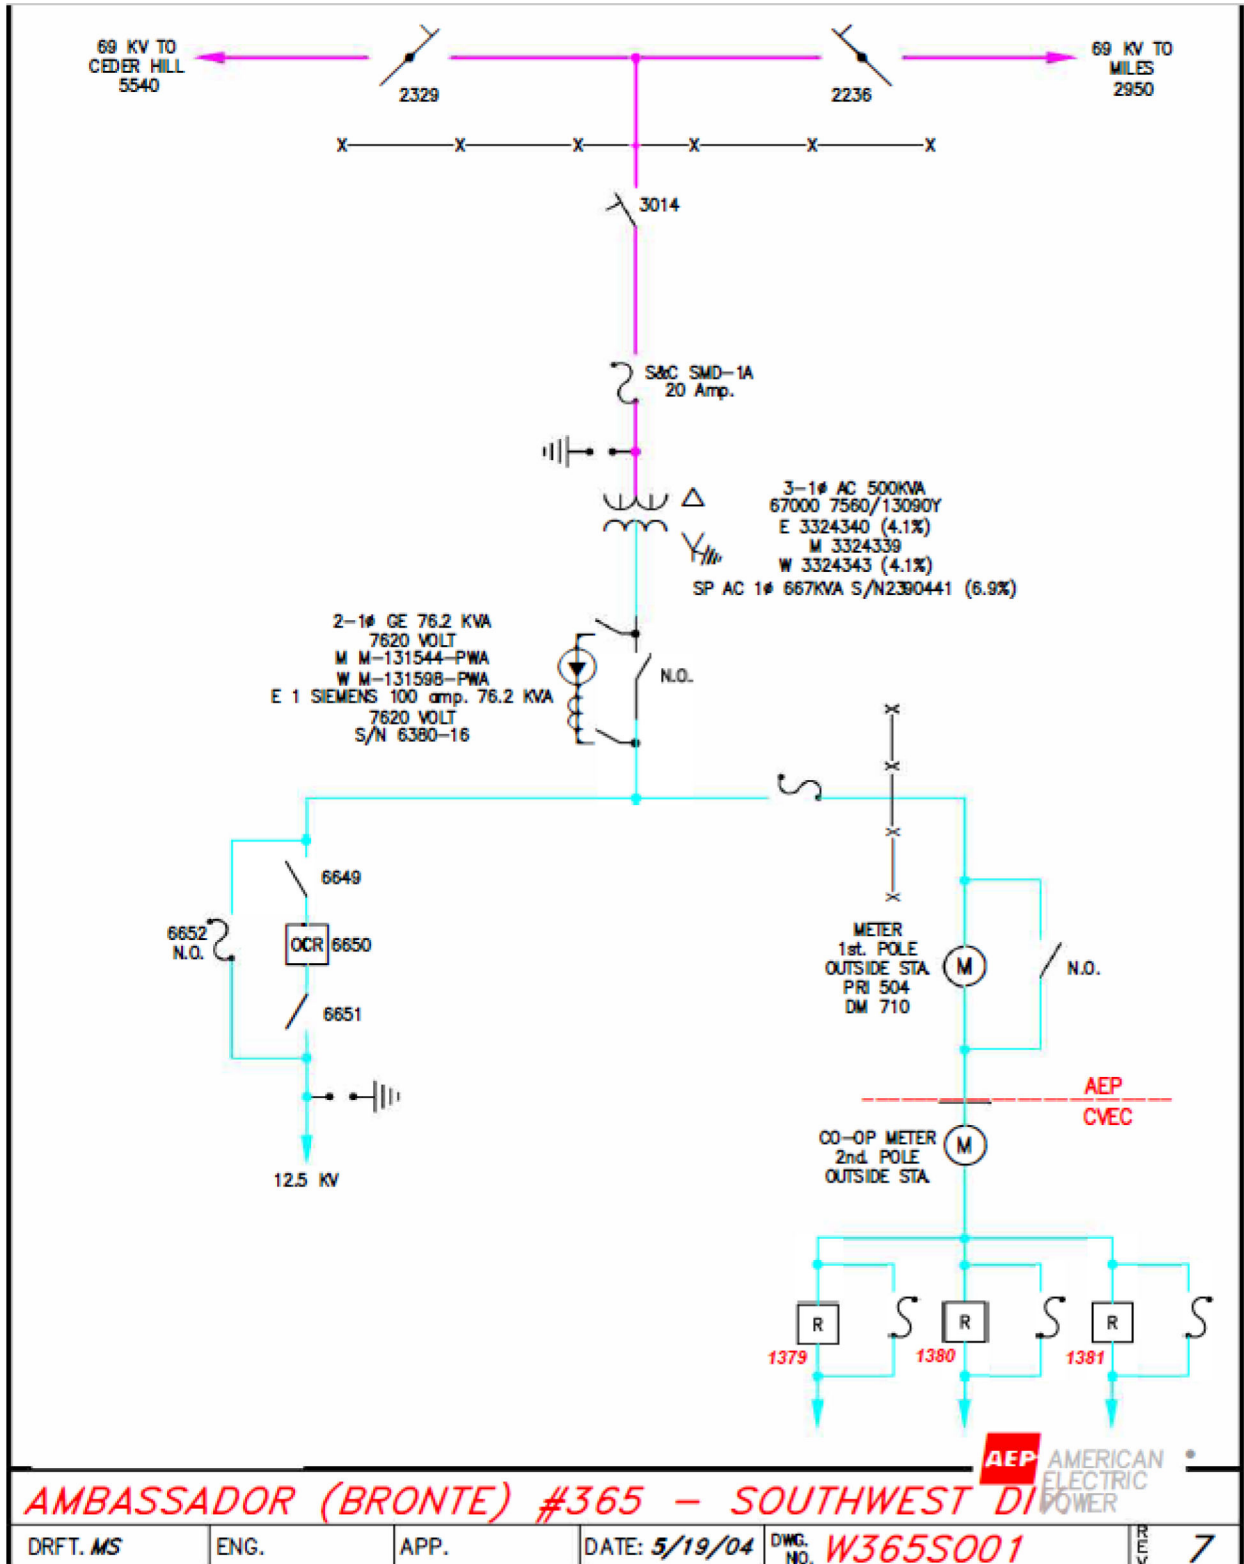 69 KV TO
CEDER HILL
5540
2329
2236
69 KV TO
MILES
2950
X X X X X X
3014
S&C SMD-1A
20 Amp.
3-1ø AC 500KVA
67000 7560/13090Y
E 3324340 (4.1%)
M 3324339
W 3324343 (4.1%)
SP AC 1ø 667KVA S/N2390441 (6.9%)
2-1ø GE 76.2 KVA
7620 VOLT
M M-131544-PWA
W M-131598-PWA
E 1 SIEMENS 100 amp. 76.2 KVA
7620 VOLT
S/N 6380-16
N.O.
X
X
X
X
6649
6652
N.O.
OCR 6650
6651
12.5 KV
METER
1st. POLE
OUTSIDE STA.
PRI 504
DM 710
M
N.O.
AEP
CVEC
CO-OP METER
2nd. POLE
OUTSIDE STA.
M
R
1379
R
1380
R
1381
AEP AMERICAN
ELECTRIC
POWER
AMBASSADOR (BRONTE) #365 - SOUTHWEST DI
DRFT. MS
ENG.
APP.
DATE: 5/19/04
DWG.
NO. W365S001
REV 7